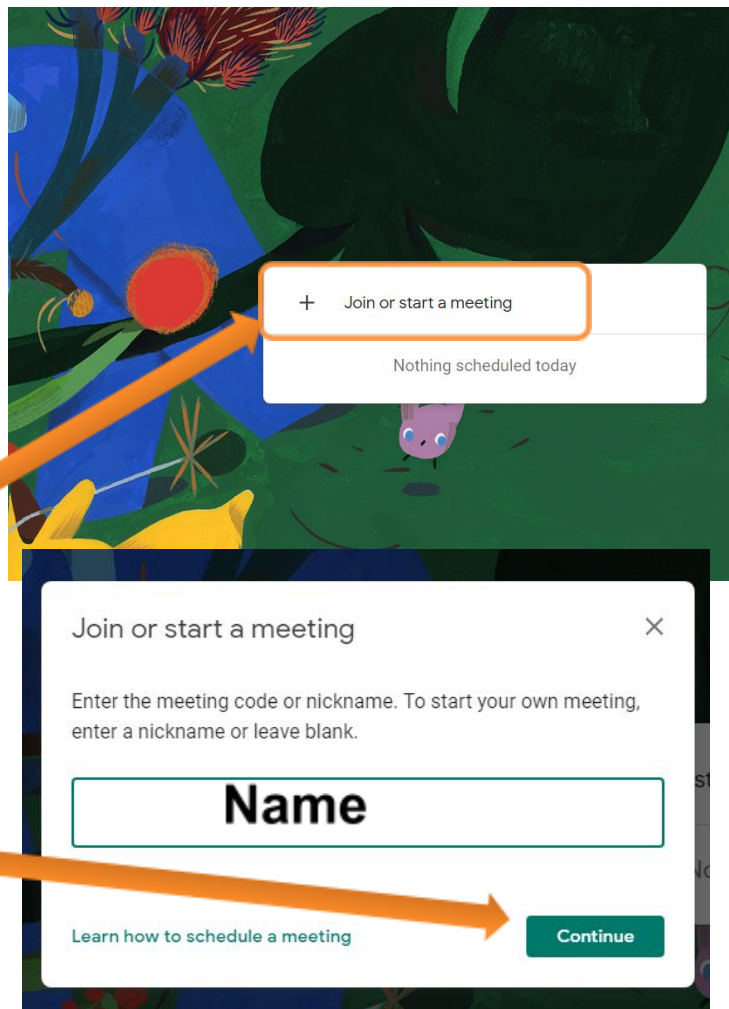 + Join or start a meeting
Nothing scheduled today
Join or start a meeting
Enter the meeting code or nickname. To start your own meeting,
enter a nickname or leave blank.
Name
Learn how to schedule a meeting
Continue